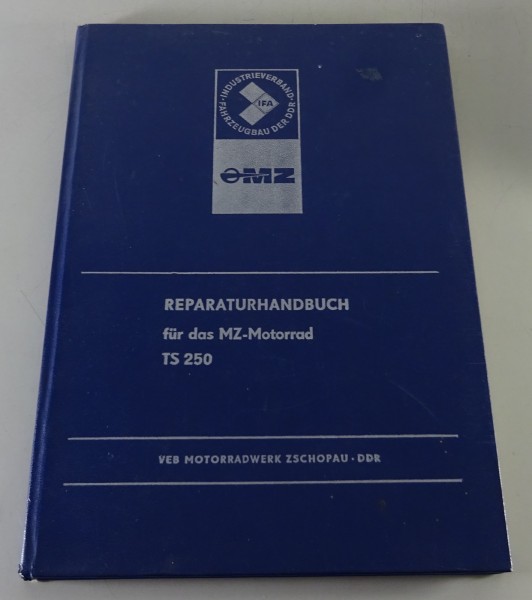 INDUSTRIEVERBAND
FAHRZEUGBAU DER DDR
IFA
MZ
REPARATURHANDBUCH
für das MZ-Motorrad
TS 250
VEB MOTORRADWERK ZSCHOPAU · DDR